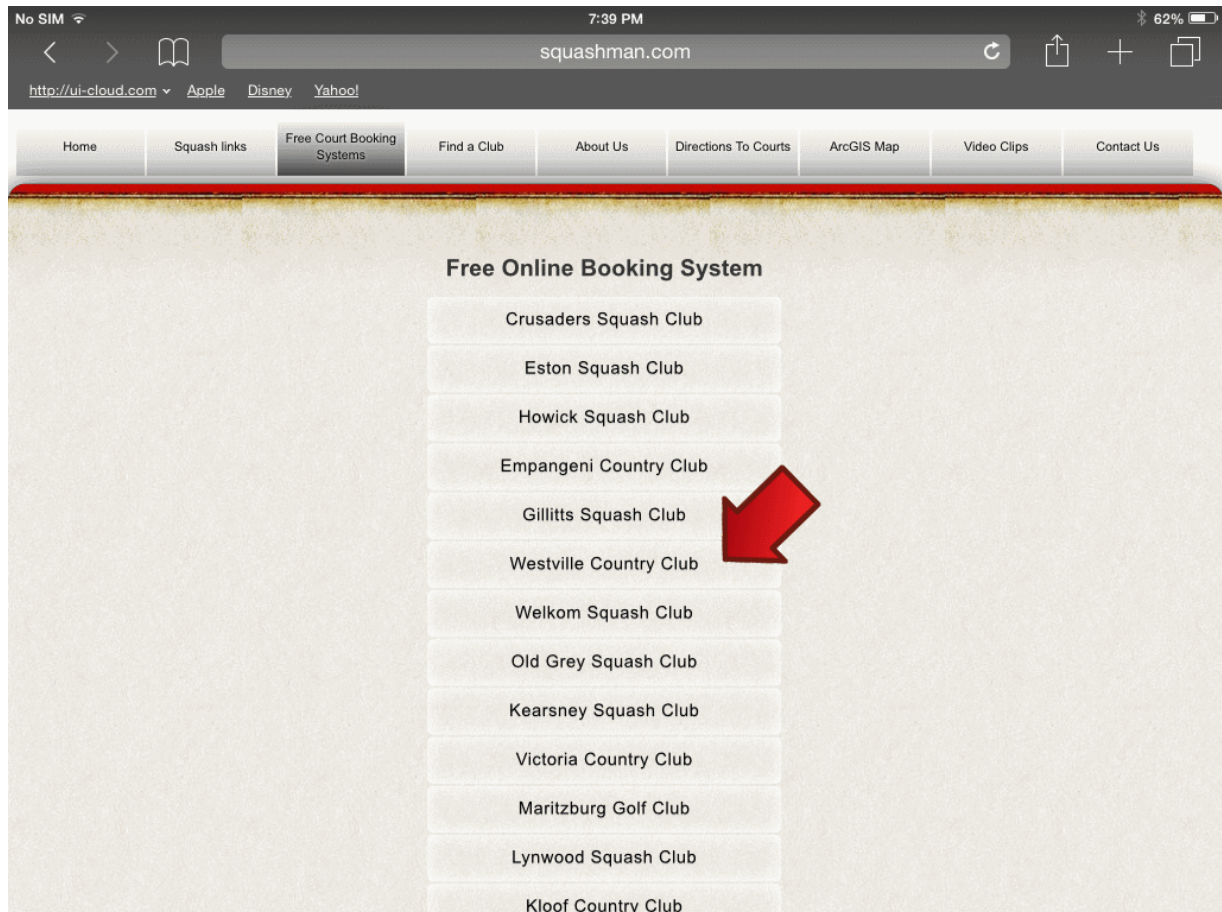 No SIM 7:39 PM 62%
squashman.com
http://ui-cloud.com Apple Disney Yahoo!
Home Squash links Free Court Booking Systems Find a Club About Us Directions To Courts ArcGIS Map Video Clips Contact Us
Free Online Booking System
Crusaders Squash Club
Eston Squash Club
Howick Squash Club
Empangeni Country Club
Gillitts Squash Club
Westville Country Club
Welkom Squash Club
Old Grey Squash Club
Kearsney Squash Club
Victoria Country Club
Maritzburg Golf Club
Lynwood Squash Club
Kloof Country Club